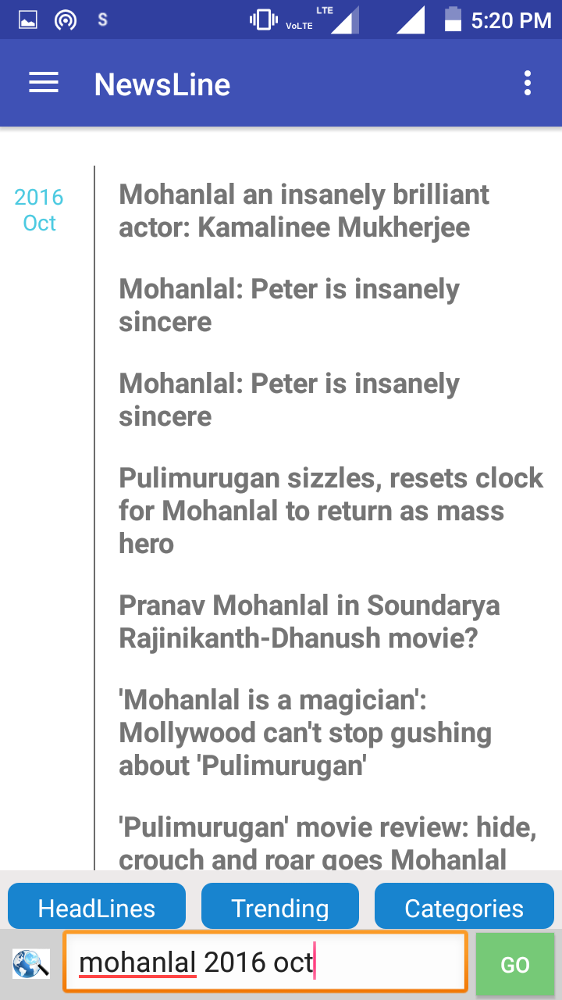 S VoLTE LTE 5:20 PM
NewsLine
2016
Oct
Mohanlal an insanely brilliant
actor: Kamalinee Mukherjee
Mohanlal: Peter is insanely
sincere
Mohanlal: Peter is insanely
sincere
Pulimurugan sizzles, resets clock
for Mohanlal to return as mass
hero
Pranav Mohanlal in Soundarya
Rajinikanth-Dhanush movie?
'Mohanlal is a magician':
Mollywood can't stop gushing
about 'Pulimurugan'
'Pulimurugan' movie review: hide,
crouch and roar goes Mohanlal
HeadLines Trending Categories
mohanlal 2016 oct GO